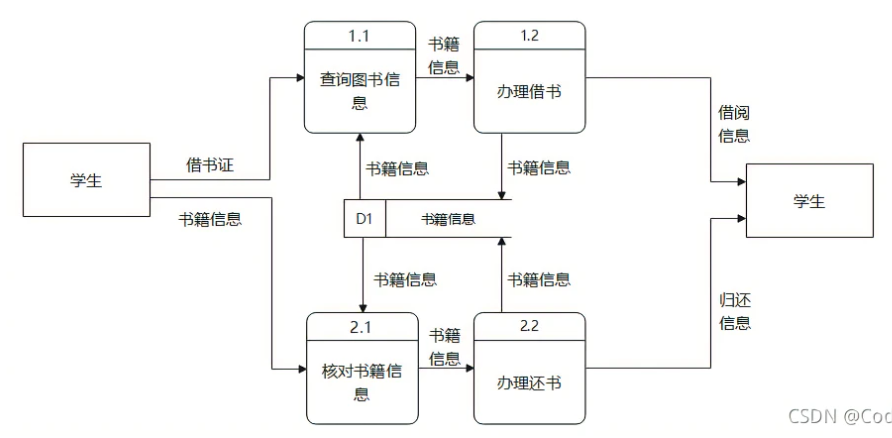 1.1
查询图书信
息
书籍
信息
1.2
办理借书
借阅
信息
借书证
书籍信息
书籍信息
学生
学生
书籍信息
D1
书籍信息
书籍信息
书籍信息
归还
信息
2.1
核对书籍信
息
书籍
信息
2.2
办理还书
CSDN @Coc